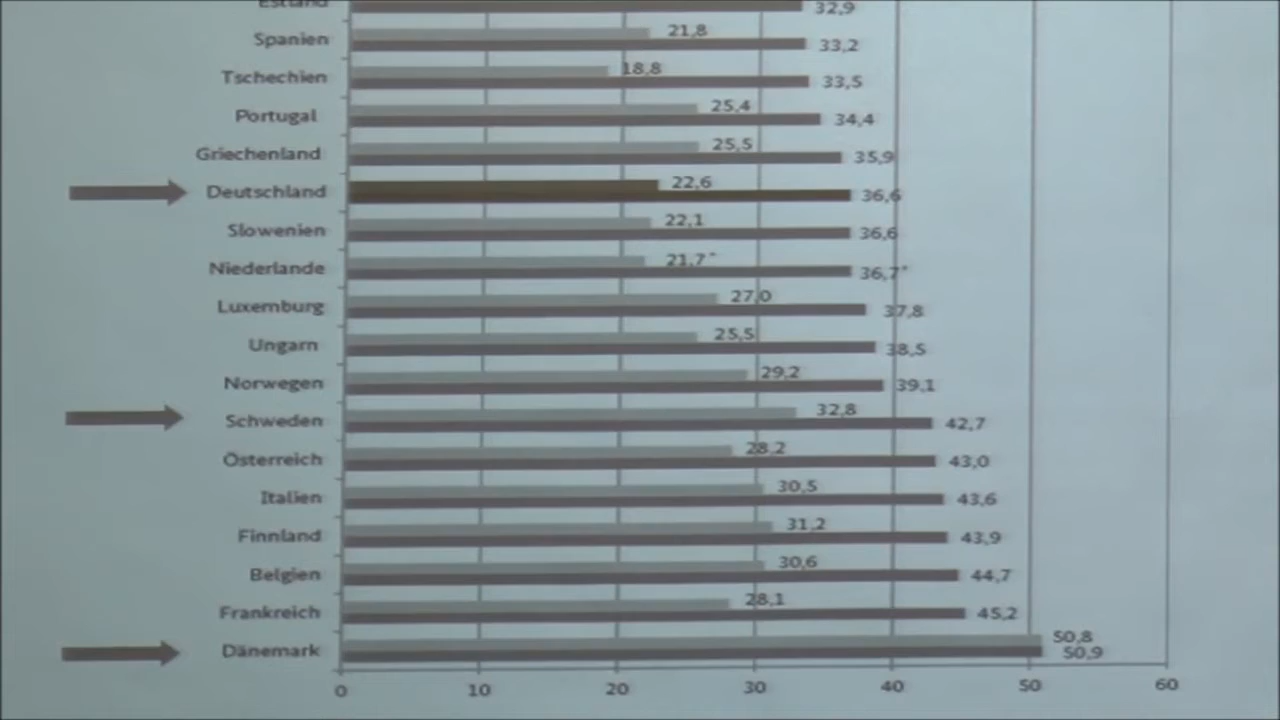 Estland 32,9
Spanien 21,8 33,2
Tschechien 18,8 33,5
Portugal 25,4 34,4
Griechenland 25,5 35,9
Deutschland 22,6 36,6
Slowenien 22,1 36,6
Niederlande 21,7* 36,7*
Luxemburg 27,0 37,8
Ungarn 25,5 38,5
Norwegen 29,2 39,1
Schweden 32,8 42,7
Österreich 28,2 43,0
Italien 30,5 43,6
Finnland 31,2 43,9
Belgien 30,6 44,7
Frankreich 28,1 45,2
Dänemark 50,8 50,9
0 10 20 30 40 50 60